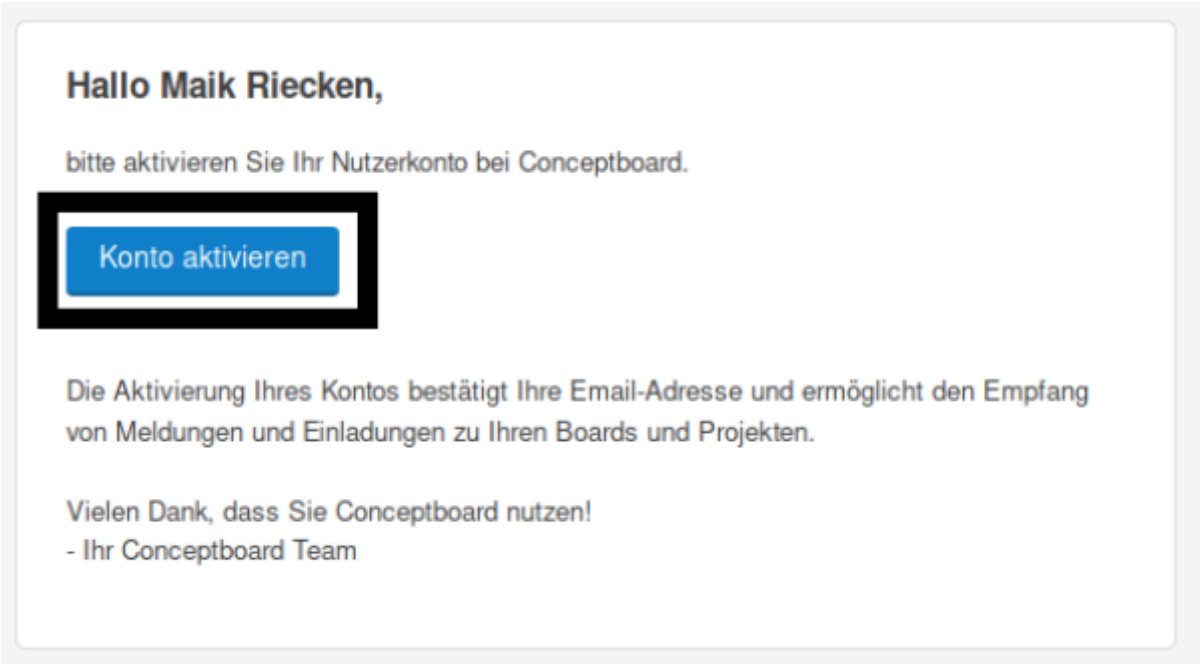 Hallo Maik Riecken,
bitte aktivieren Sie Ihr Nutzerkonto bei Conceptboard.
Konto aktivieren
Die Aktivierung Ihres Kontos bestätigt Ihre Email-Adresse und ermöglicht den Empfang
von Meldungen und Einladungen zu Ihren Boards und Projekten.
Vielen Dank, dass Sie Conceptboard nutzen!
- Ihr Conceptboard Team